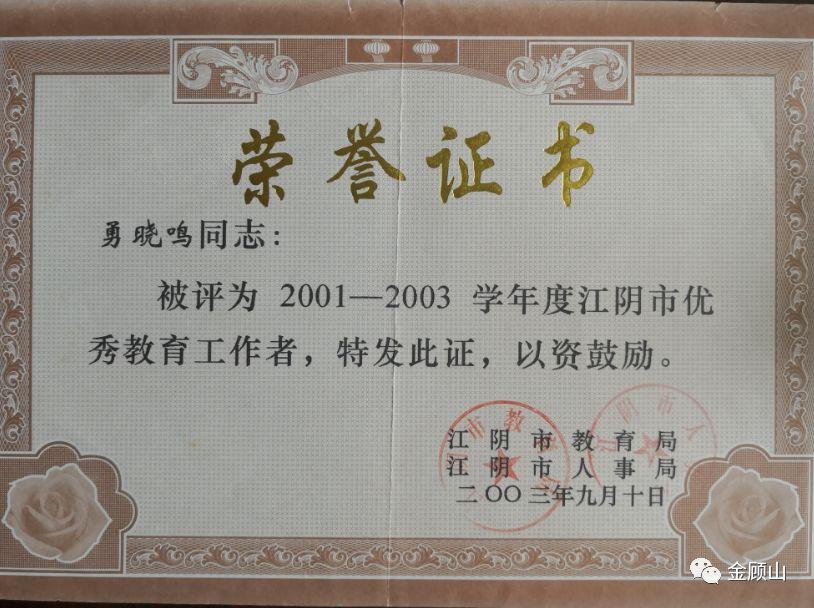 荣誉证书
勇晓鸣同志：
被评为 2001—2003 学年度江阴市优
秀教育工作者，特发此证，以资鼓励。
江阴市教育局
江阴市人事局
二〇〇三年九月十日
金顾山